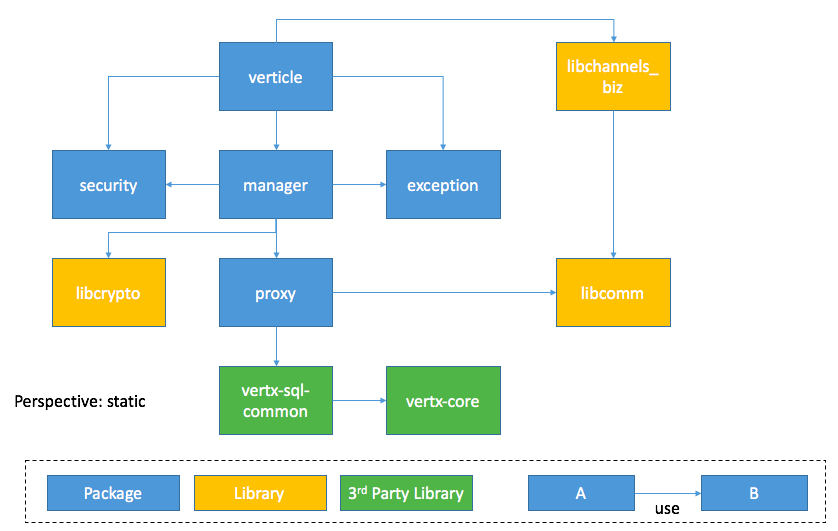 verticle
libchannels_
biz
security
manager
exception
libcrypto
proxy
libcomm
vertx-sql-
common
vertx-core
Perspective: static
Package
Library
3rd Party Library
A
use
B